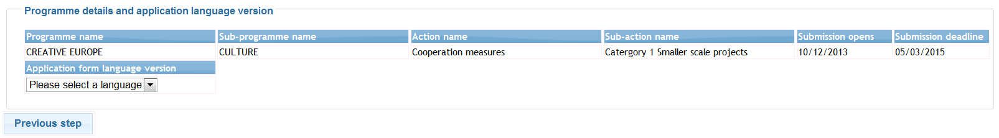 Programme details and application language version
Programme name Sub-programme name Action name Sub-action name Submission opens Submission deadline
CREATIVE EUROPE CULTURE Cooperation measures Catergory 1 Smaller scale projects 10/12/2013 05/03/2015
Application form language version
Please select a language
Previous step